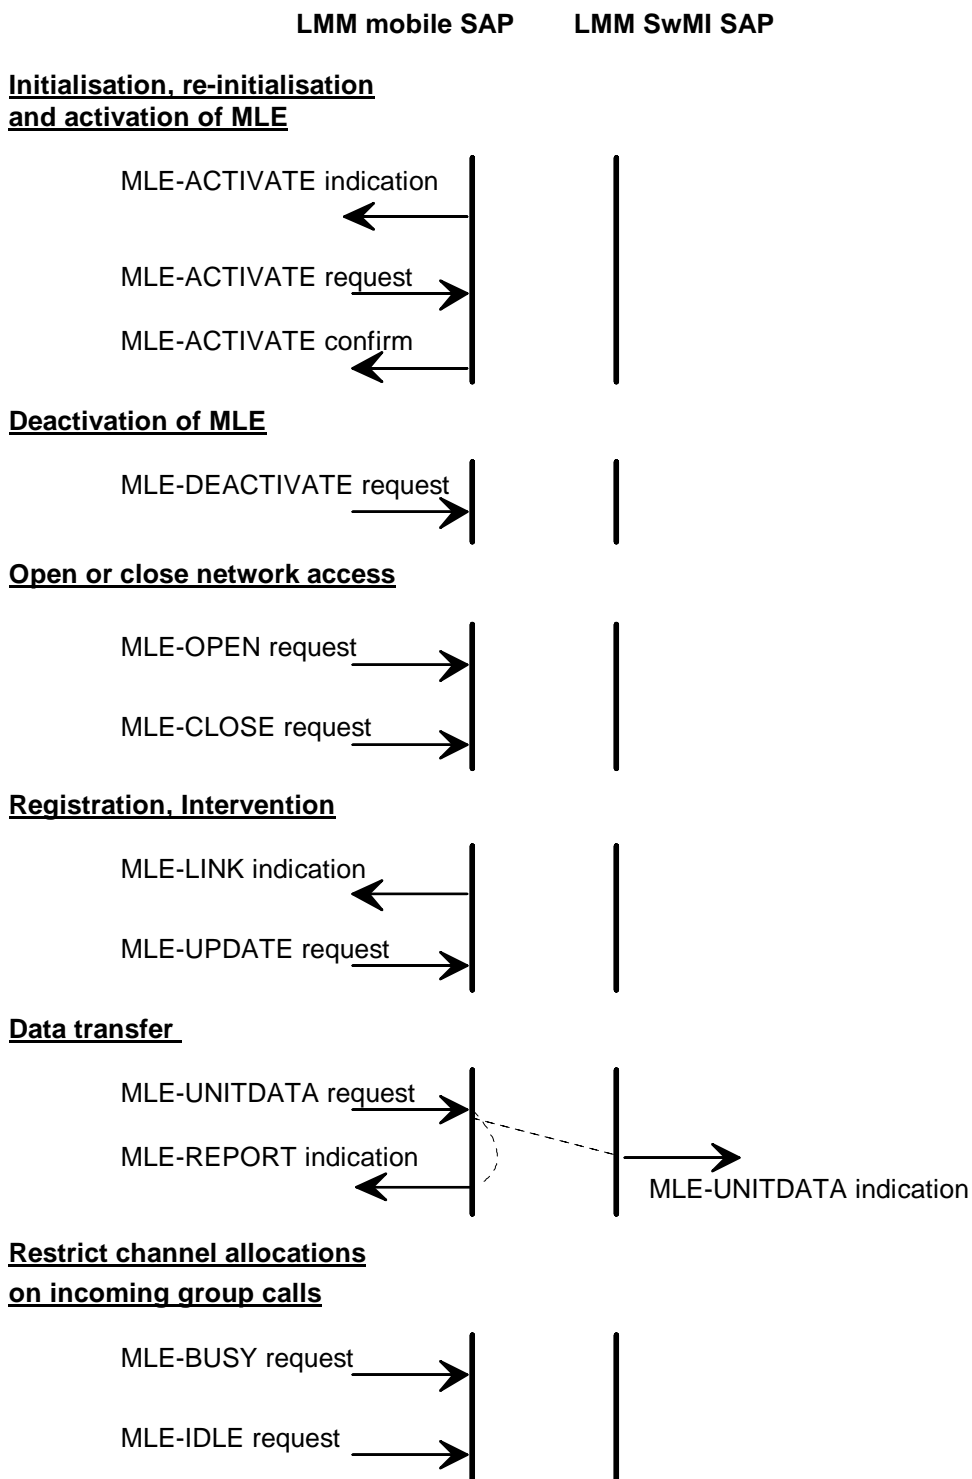 LMM mobile SAP LMM SwMI SAP
Initialisation, re-initialisation
and activation of MLE
MLE-ACTIVATE indication
MLE-ACTIVATE request
MLE-ACTIVATE confirm
Deactivation of MLE
MLE-DEACTIVATE request
Open or close network access
MLE-OPEN request
MLE-CLOSE request
Registration, Intervention
MLE-LINK indication
MLE-UPDATE request
Data transfer
MLE-UNITDATA request
MLE-REPORT indication
MLE-UNITDATA indication
Restrict channel allocations
on incoming group calls
MLE-BUSY request
MLE-IDLE request